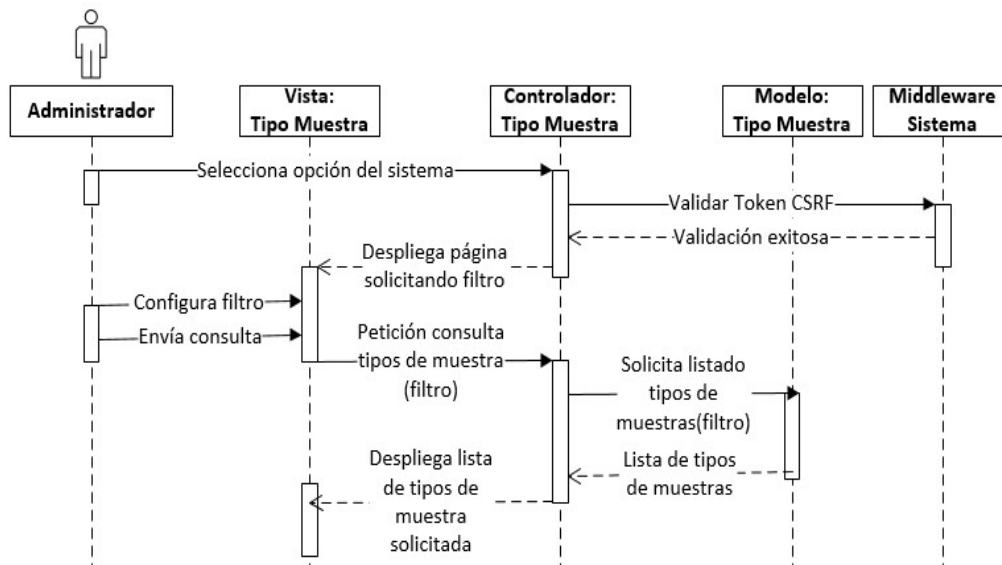 Administrador
Vista:
Tipo Muestra
Controlador:
Tipo Muestra
Modelo:
Tipo Muestra
Middleware
Sistema
Selecciona opción del sistema
Validar Token CSRF
Validación exitosa
Despliega página
solicitando filtro
Configura filtro
Envía consulta
Petición consulta
tipos de muestra
(filtro)
Solicita listado
tipos de
muestras(filtro)
Lista de tipos
de muestras
Despliega lista
de tipos de
muestra
solicitada